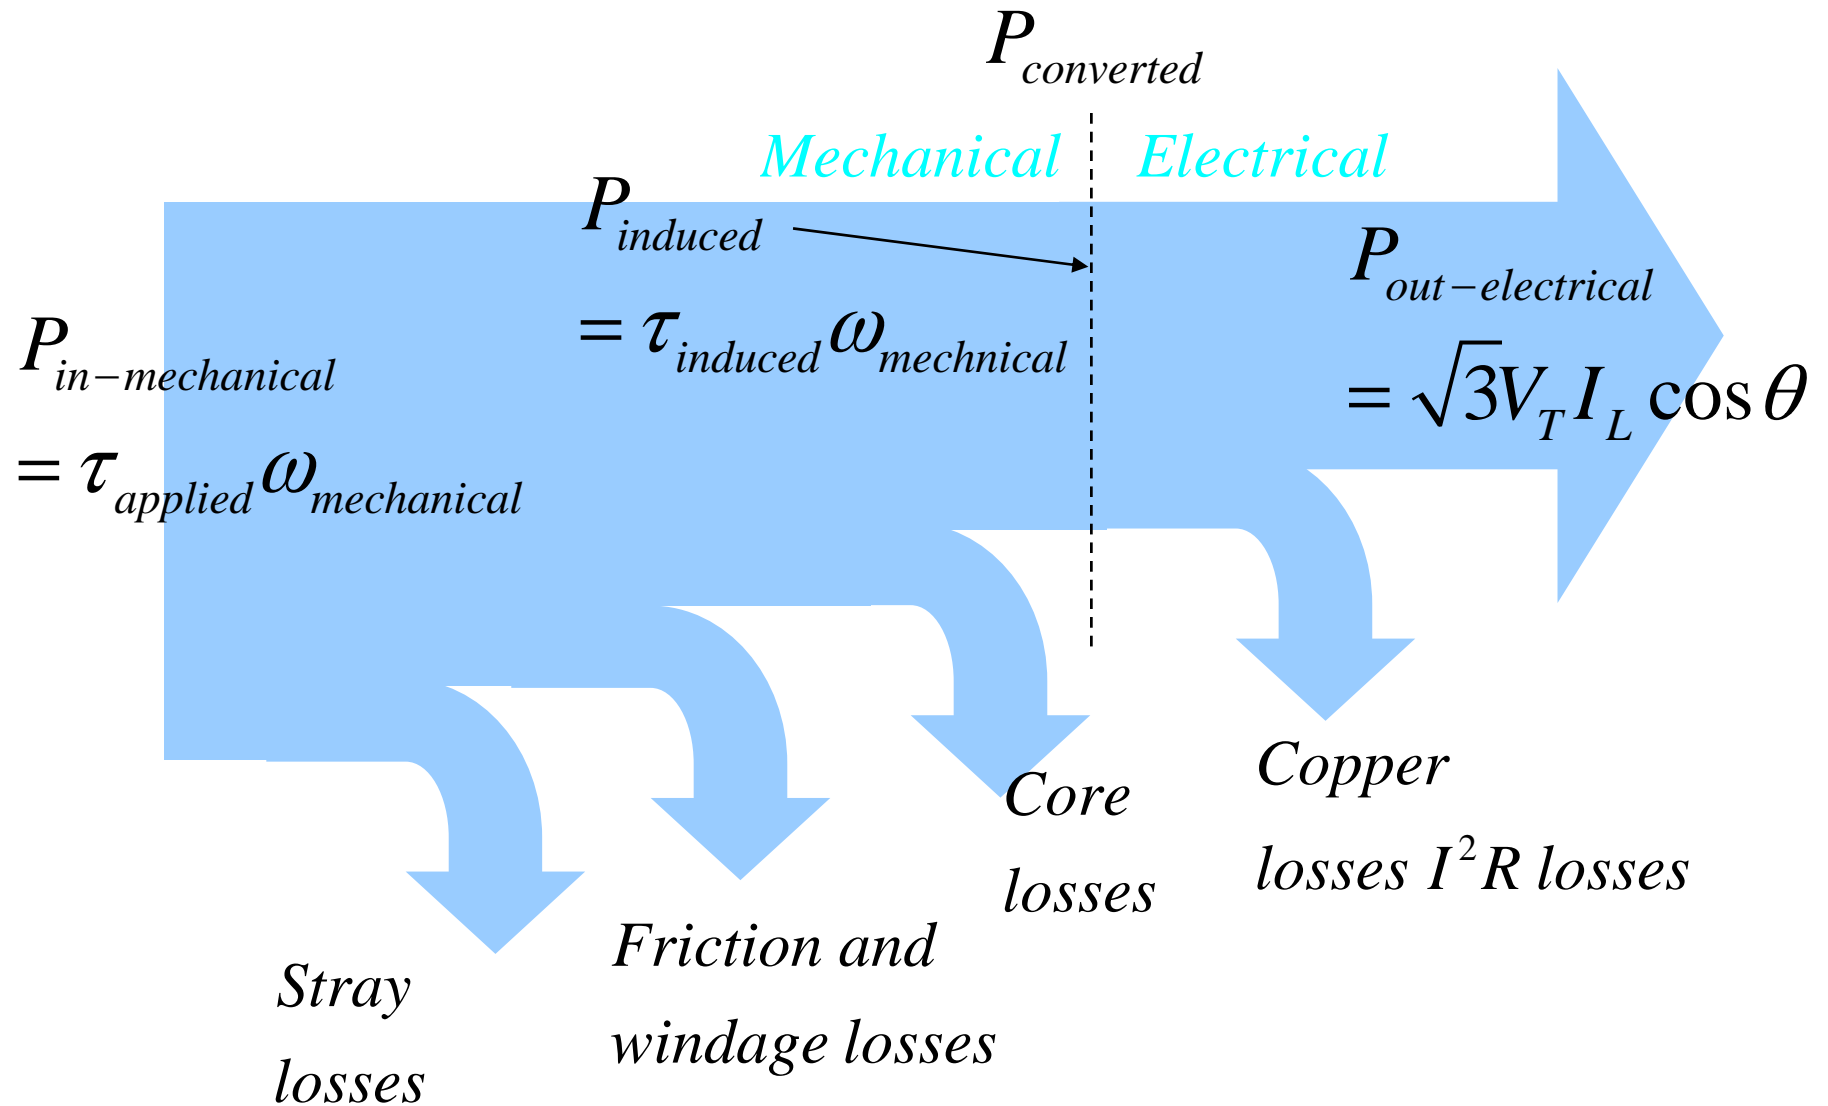 P_converted
Mechanical Electrical
P_induced
= τ_induced ω_mechnical
P_out−electrical
= √3 V_T I_L cos θ
P_in−mechanical
= τ_applied ω_mechanical
Stray
losses
Friction and
windage losses
Core
losses
Copper
losses I² R losses